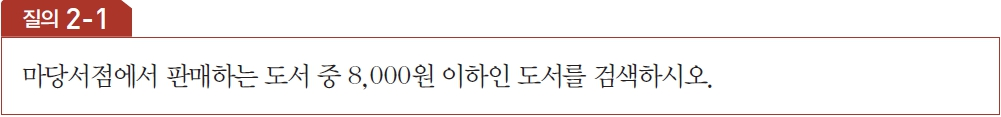 질의 2-1
마당서점에서 판매하는 도서 중 8,000원 이하인 도서를 검색하시오.